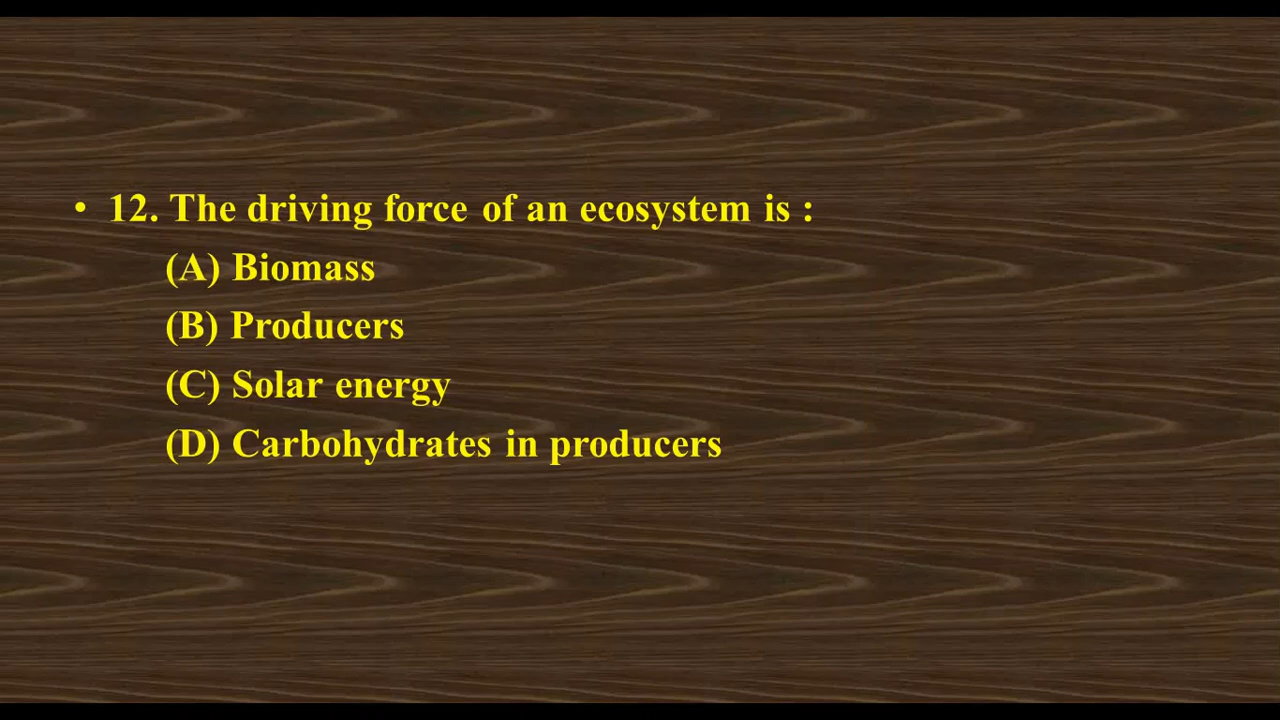 • 12. The driving force of an ecosystem is :
(A) Biomass
(B) Producers
(C) Solar energy
(D) Carbohydrates in producers